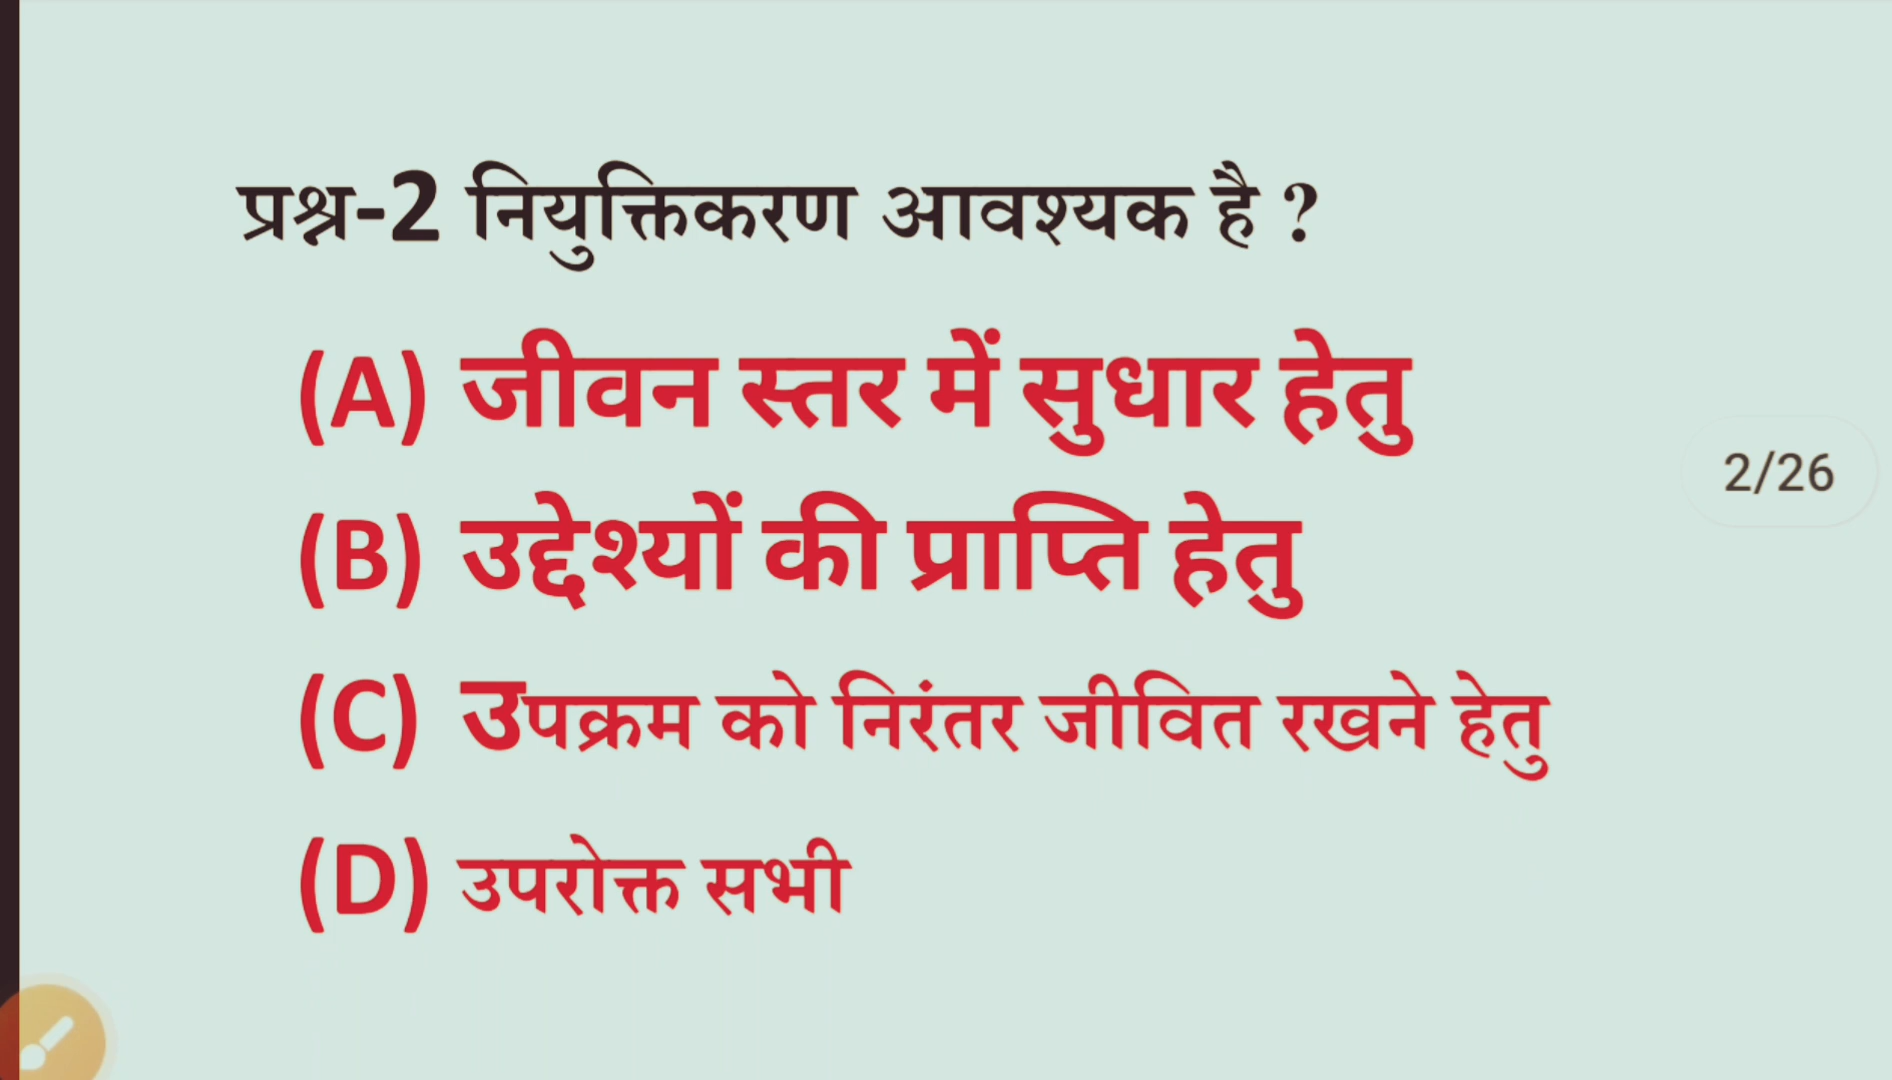 प्रश्न-2 नियुक्तिकरण आवश्यक है ?
(A) जीवन स्तर में सुधार हेतु
(B) उद्देश्यों की प्राप्ति हेतु
2/26
(C) उपक्रम को निरंतर जीवित रखने हेतु
(D) उपरोक्त सभी